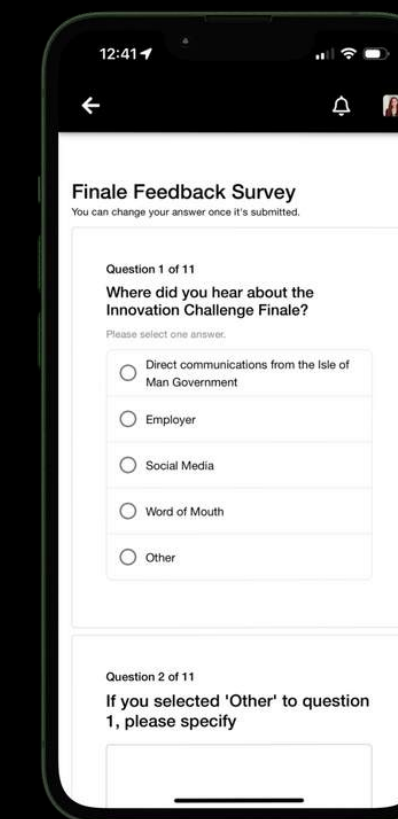 12:41
Finale Feedback Survey
You can change your answer once it's submitted.
Question 1 of 11
Where did you hear about the
Innovation Challenge Finale?
Please select one answer.
Direct communications from the Isle of
Man Government
Employer
Social Media
Word of Mouth
Other
Question 2 of 11
If you selected 'Other' to question
1, please specify